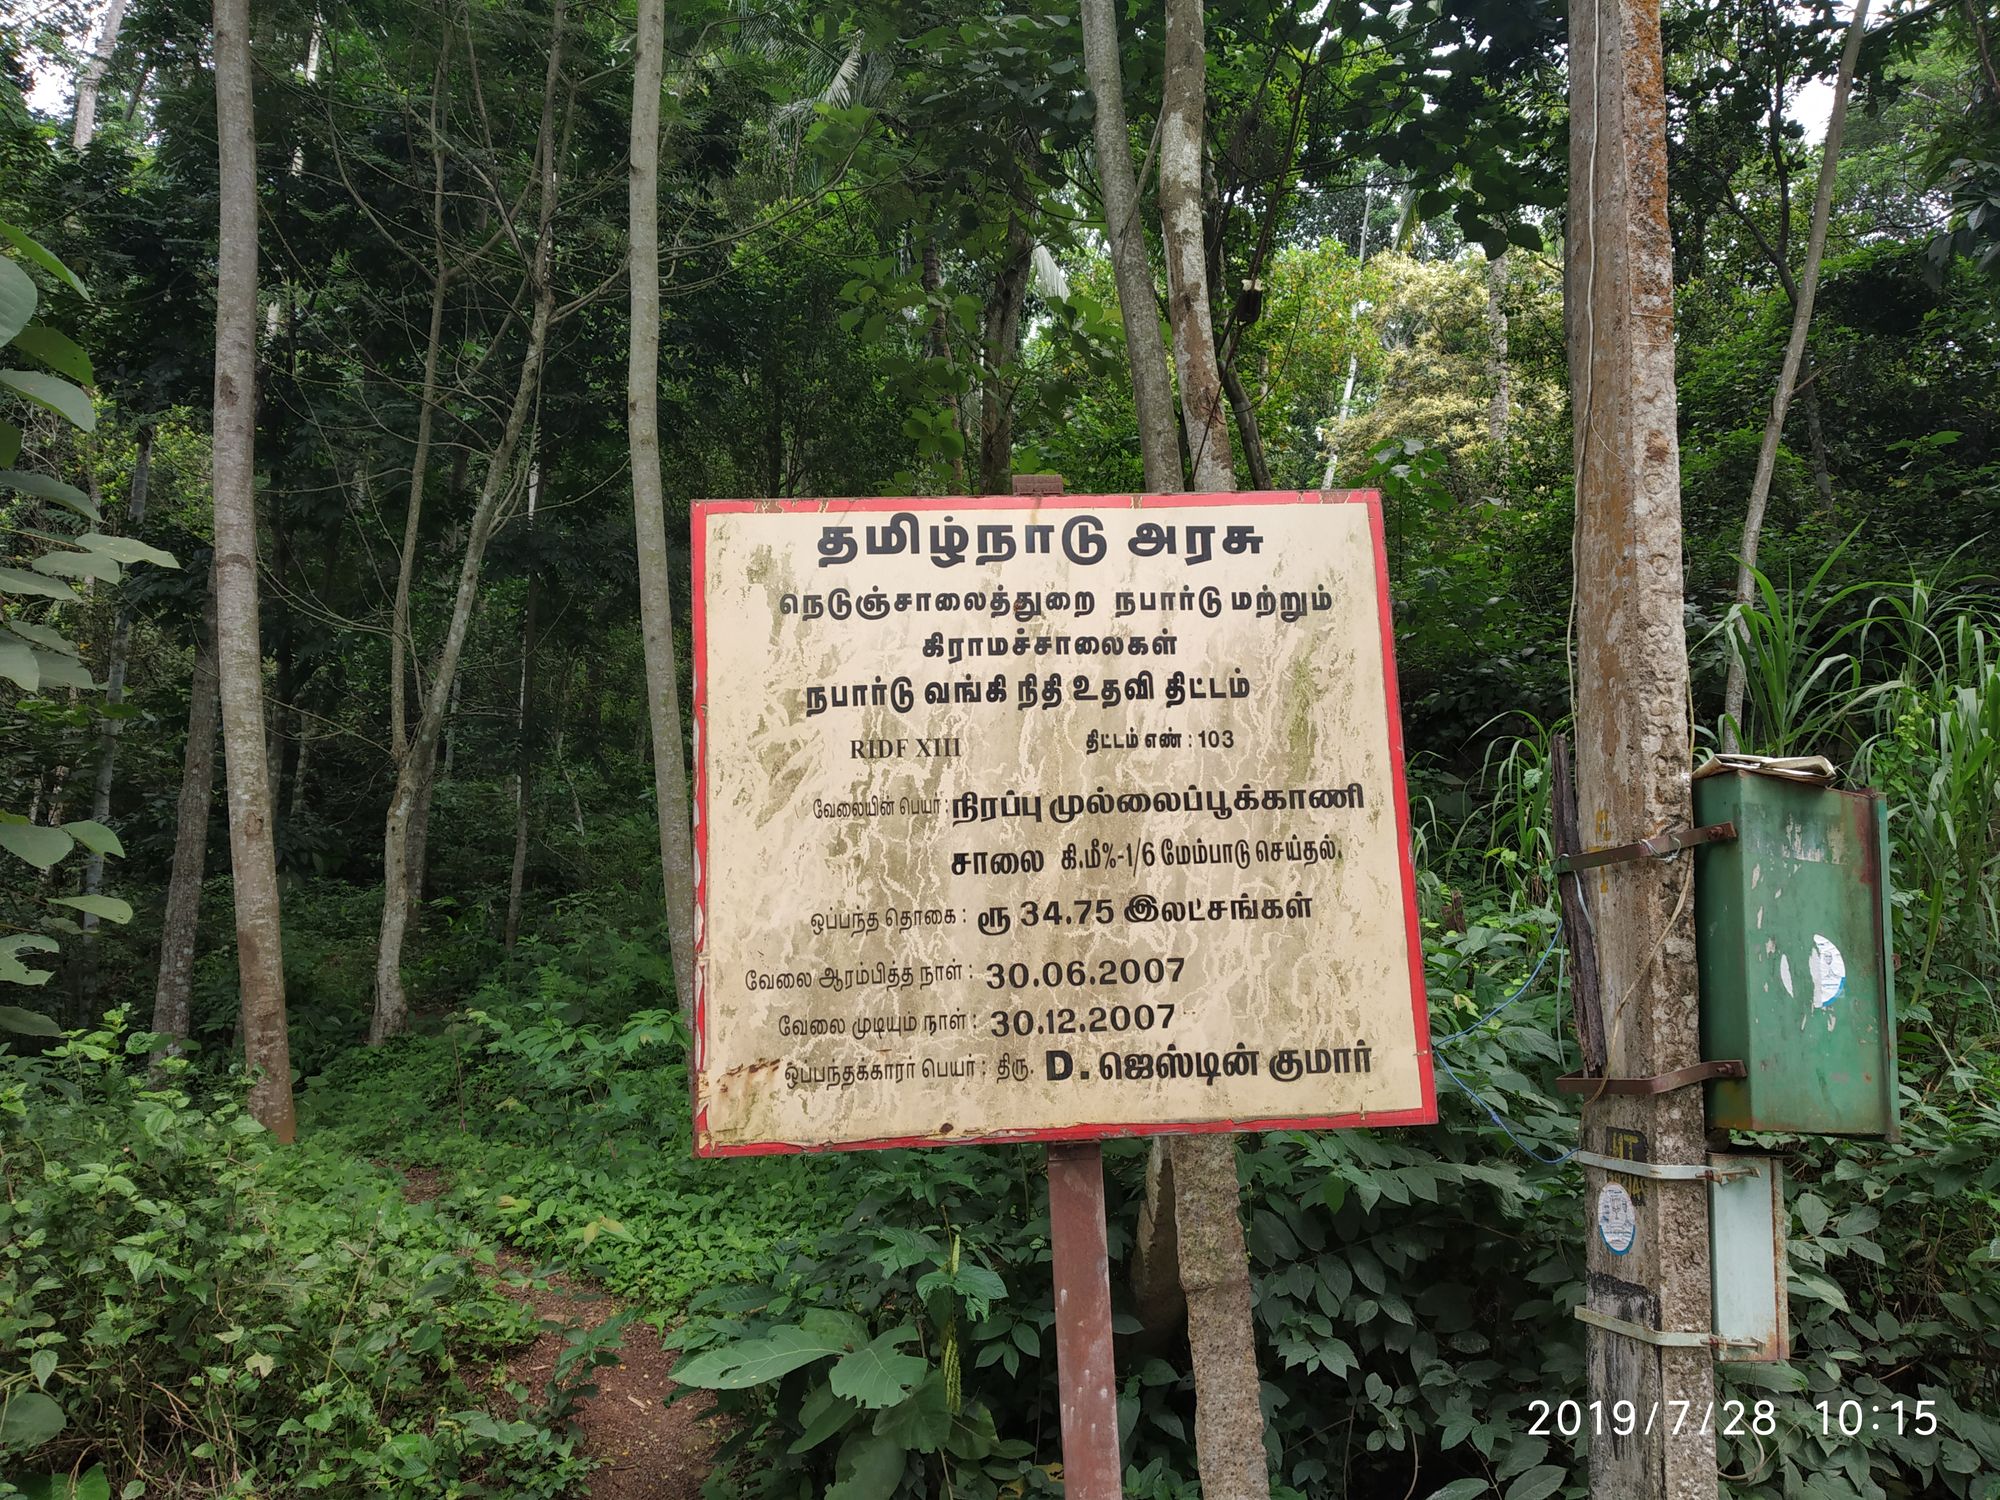 தமிழ்நாடு அரசு
நெடுஞ்சாலைத்துறை நபார்டு மற்றும்
கிராமச்சாலைகள்
நபார்டு வங்கி நிதி உதவி திட்டம்
RIDF XIII திட்டம் எண் : 103
வேலையின் பெயர் : நிரப்பு முல்லைப்பூக்காணி
சாலை கி.மீ%-1/6 மேம்பாடு செய்தல்.
ஒப்பந்த தொகை : ரூ 34.75 இலட்சங்கள்
வேலை ஆரம்பித்த நாள் : 30.06.2007
வேலை முடியும் நாள் : 30.12.2007
ஒப்பந்தக்காரர் பெயர் : திரு. D. ஜெஸ்டின் குமார்
2019/7/28 10:15